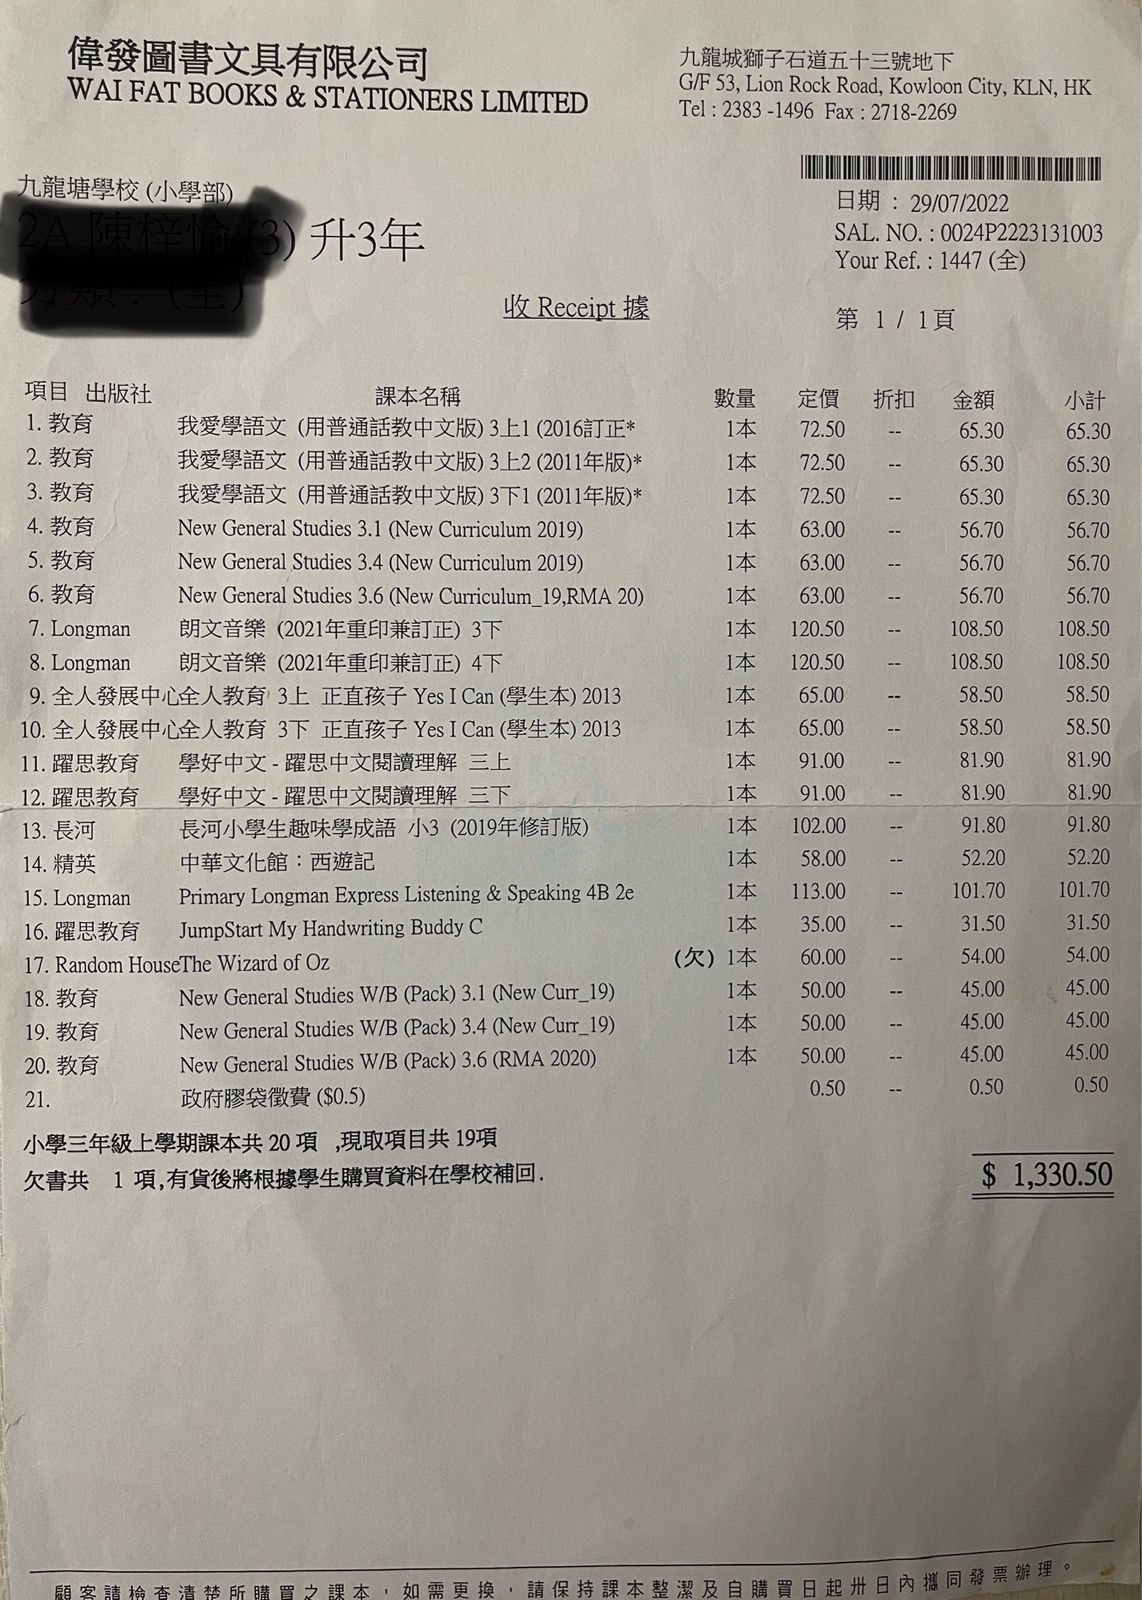 偉發圖書文具有限公司
WAI FAT BOOKS & STATIONERS LIMITED
九龍城獅子石道五十三號地下
G/F 53, Lion Rock Road, Kowloon City, KLN, HK
Tel : 2383 -1496 Fax : 2718-2269
九龍塘學校 (小學部)
日期 : 29/07/2022
升3年
SAL. NO. : 0024P2223131003
Your Ref. : 1447 (全)
收 Receipt 據
第 1 / 1頁
項目 出版社 課本名稱 數量 定價 折扣 金額 小計
1. 教育 我愛學語文 (用普通話教中文版) 3上1 (2016訂正* 1本 72.50 -- 65.30 65.30
2. 教育 我愛學語文 (用普通話教中文版) 3上2 (2011年版)* 1本 72.50 -- 65.30 65.30
3. 教育 我愛學語文 (用普通話教中文版) 3下1 (2011年版)* 1本 72.50 -- 65.30 65.30
4. 教育 New General Studies 3.1 (New Curriculum 2019) 1本 63.00 -- 56.70 56.70
5. 教育 New General Studies 3.4 (New Curriculum 2019) 1本 63.00 -- 56.70 56.70
6. 教育 New General Studies 3.6 (New Curriculum_19,RMA 20) 1本 63.00 -- 56.70 56.70
7. Longman 朗文音樂 (2021年重印兼訂正) 3下 1本 120.50 -- 108.50 108.50
8. Longman 朗文音樂 (2021年重印兼訂正) 4下 1本 120.50 -- 108.50 108.50
9. 全人發展中心全人教育 3上 正直孩子 Yes I Can (學生本) 2013 1本 65.00 -- 58.50 58.50
10. 全人發展中心全人教育 3下 正直孩子 Yes I Can (學生本) 2013 1本 65.00 -- 58.50 58.50
11. 躍思教育 學好中文 - 躍思中文閱讀理解 三上 1本 91.00 -- 81.90 81.90
12. 躍思教育 學好中文 - 躍思中文閱讀理解 三下 1本 91.00 -- 81.90 81.90
13. 長河 長河小學生趣味學成語 小3 (2019年修訂版) 1本 102.00 -- 91.80 91.80
14. 精英 中華文化館：西遊記 1本 58.00 -- 52.20 52.20
15. Longman Primary Longman Express Listening & Speaking 4B 2e 1本 113.00 -- 101.70 101.70
16. 躍思教育 JumpStart My Handwriting Buddy C 1本 35.00 -- 31.50 31.50
17. Random HouseThe Wizard of Oz (欠) 1本 60.00 -- 54.00 54.00
18. 教育 New General Studies W/B (Pack) 3.1 (New Curr_19) 1本 50.00 -- 45.00 45.00
19. 教育 New General Studies W/B (Pack) 3.4 (New Curr_19) 1本 50.00 -- 45.00 45.00
20. 教育 New General Studies W/B (Pack) 3.6 (RMA 2020) 1本 50.00 -- 45.00 45.00
21. 政府膠袋徵費 ($0.5) 0.50 -- 0.50 0.50
小學三年級上學期課本共 20 項 ,現取項目共 19項
欠書共 1 項,有貨後將根據學生購買資料在學校補回.
$ 1,330.50
顧客請檢查清楚所購買之課本，如需更換，請保持課本整潔及自購買日起卅日內攜同發票辦理。